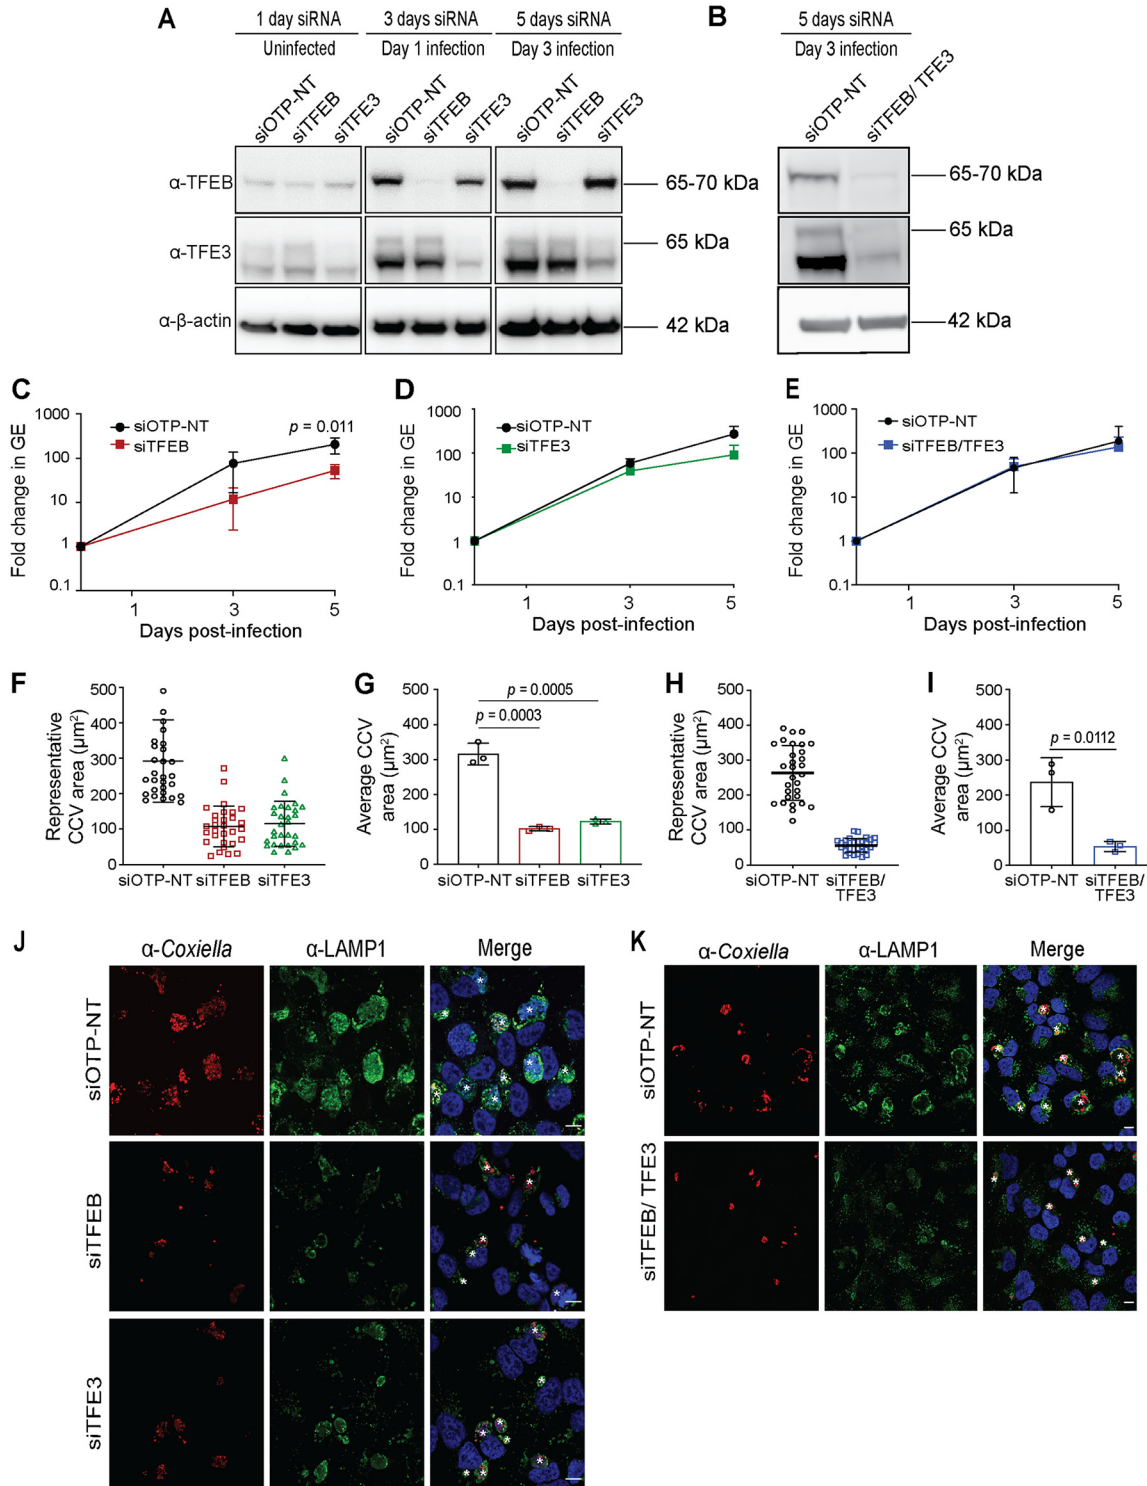 A
1 day siRNA
3 days siRNA
5 days siRNA
Uninfected
Day 1 infection
Day 3 infection
siOTP-NT
siTFEB
siTFE3
siOTP-NT
siTFEB
siTFE3
siOTP-NT
siTFEB
siTFE3
α-TFEB
65-70 kDa
α-TFE3
65 kDa
α-β-actin
42 kDa
B
5 days siRNA
Day 3 infection
siOTP-NT
siTFEB/ TFE3
65-70 kDa
65 kDa
42 kDa
C
Fold change in GE
1000
100
10
1
0.1
siOTP-NT
siTFEB
p = 0.011
1 3 5
Days post-infection
D
Fold change in GE
1000
100
10
1
0.1
siOTP-NT
siTFE3
1 3 5
Days post-infection
E
Fold change in GE
1000
100
10
1
0.1
siOTP-NT
siTFEB/TFE3
1 3 5
Days post-infection
F
Representative
CCV area (µm²)
500
400
300
200
100
0
siOTP-NT siTFEB siTFE3
G
Average CCV
area (µm²)
500
400
300
200
100
0
p = 0.0005
p = 0.0003
siOTP-NT siTFEB siTFE3
H
Representative
CCV area (µm²)
500
400
300
200
100
0
siOTP-NT siTFEB/
TFE3
I
Average CCV
area (µm²)
500
400
300
200
100
0
p = 0.0112
siOTP-NT siTFEB/
TFE3
J
α-Coxiella α-LAMP1 Merge
siOTP-NT
siTFEB
siTFE3
K
α-Coxiella α-LAMP1 Merge
siOTP-NT
siTFEB/ TFE3